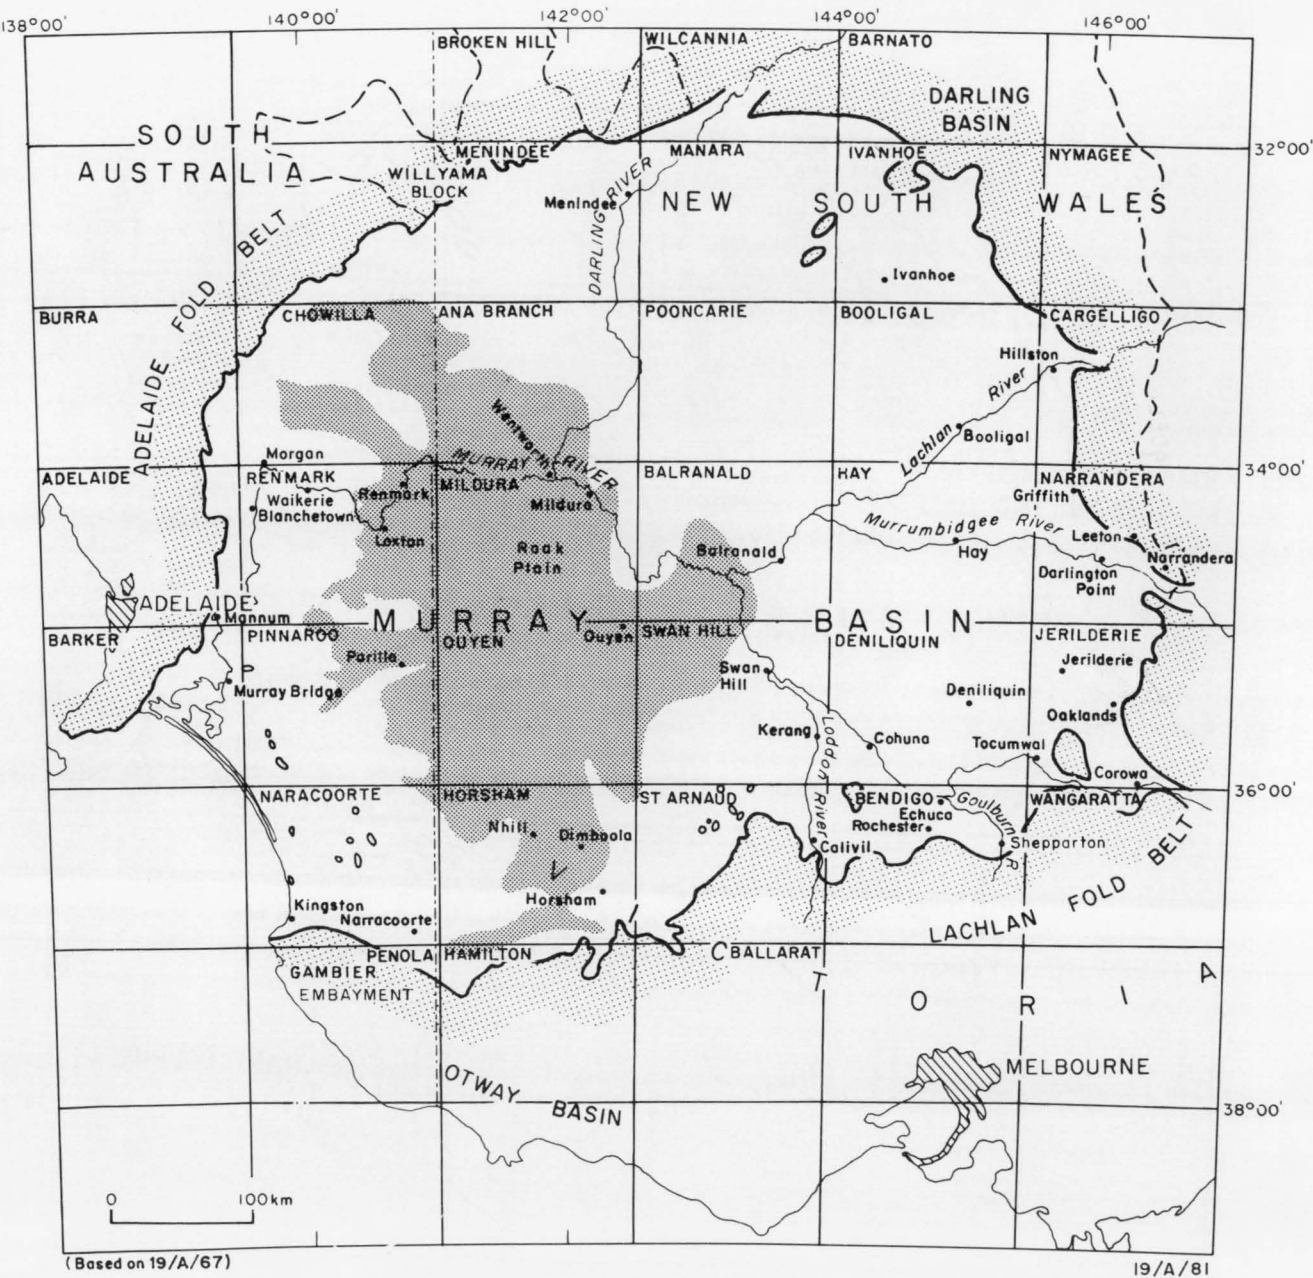 138°00'
140°00'
142°00'
144°00'
146°00'
BROKEN HILL
WILCANNIA
BARNATO
DARLING
BASIN
SOUTH
AUSTRALIA
32°00'
MENINDEE
MANARA
IVANHOE
NYMAGEE
WILLYAMA
BLOCK
Menindee
DARLING RIVER
NEW SOUTH WALES
ADELAIDE FOLD BELT
Ivanhoe
BURRA
CHOWILLA
ANA BRANCH
POONCARIE
BOOLIGAL
CARGELLIGO
Hillston
Lachlan River
Wentworth
Booligal
Morgan
MURRAY RIVER
34°00'
ADELAIDE
RENMARK
MILDURA
BALRANALD
HAY
NARRANDERA
Waikerie
Renmark
Griffith
Blanchetown
Mildura
Murrumbidgee River
Loxton
Leeton
Raak
Plain
Balranald
Hay
Narrandera
Darlington
Point
ADELAIDE
Mannum
MURRAY BASIN
BARKER
PINNAROO
OUYEN
Ouyen
SWAN HILL
DENILIQUIN
JERILDERIE
Parilla
Swan
Hill
Jerilderie
Murray Bridge
Deniliquin
Oaklands
Kerang
Loddon River
Cohuna
Tocumwal
Corowa
36°00'
NARACOORTE
HORSHAM
ST ARNAUD
BENDIGO
WANGARATTA
Echuca
Goulburn R
Nhill
Dimboola
Rochester
Calivil
Shepparton
LACHLAN FOLD BELT
Kingston
Horsham
Narracoorte
PENOLA
HAMILTON
BALLARAT
V I C T O R I A
GAMBIER
EMBAYMENT
MELBOURNE
OTWAY BASIN
38°00'
0 100km
(Based on 19/A/67)
19/A/81